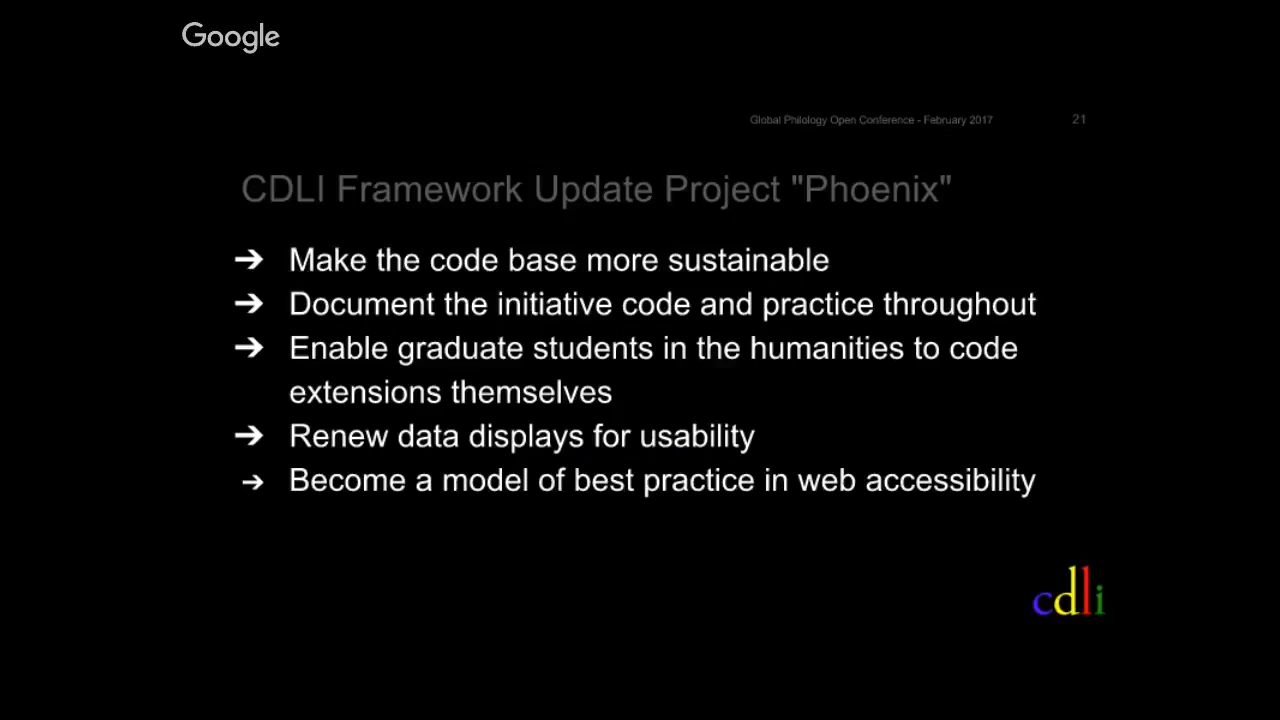 Google
Global Philology Open Conference - February 2017 21
CDLI Framework Update Project "Phoenix"
➔ Make the code base more sustainable
➔ Document the initiative code and practice throughout
➔ Enable graduate students in the humanities to code
extensions themselves
➔ Renew data displays for usability
➔ Become a model of best practice in web accessibility
cdli